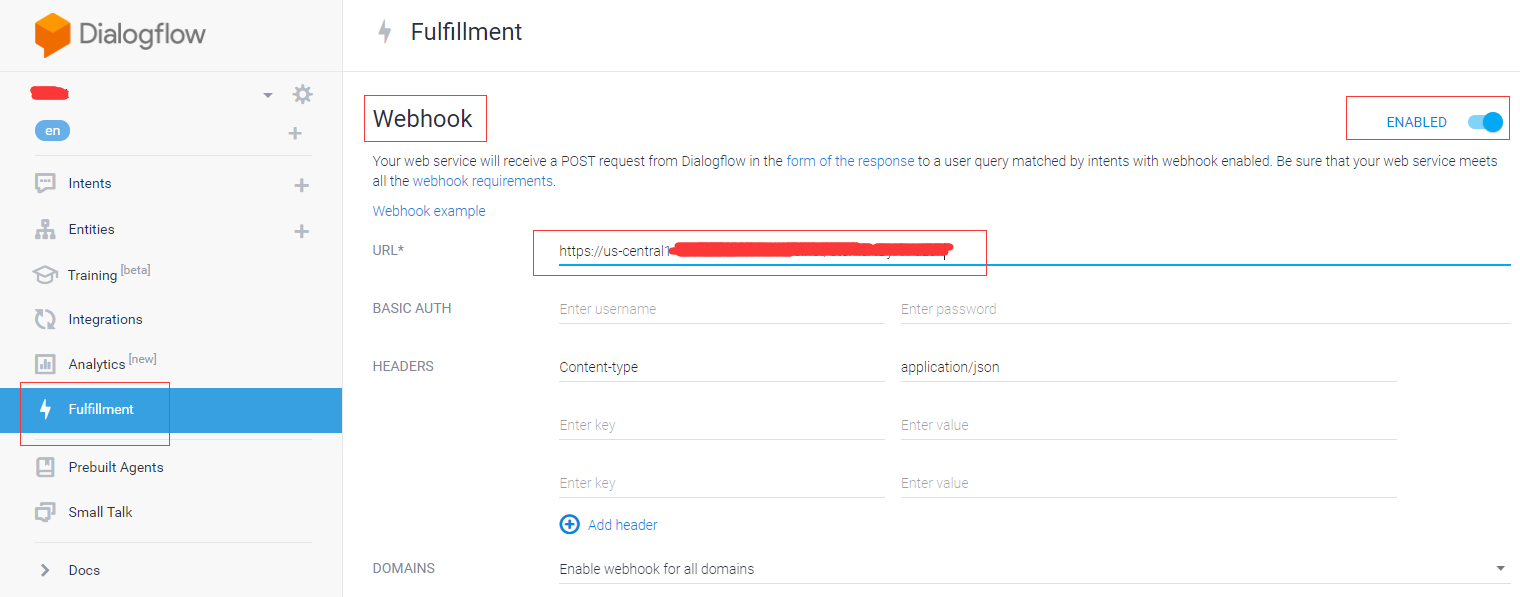 Dialogflow
en
Intents
Entities
Training [beta]
Integrations
Analytics [new]
Fulfillment
Prebuilt Agents
Small Talk
Docs
Fulfillment
Webhook
ENABLED
Your web service will receive a POST request from Dialogflow in the form of the response to a user query matched by intents with webhook enabled. Be sure that your web service meets
all the webhook requirements.
Webhook example
URL* https://us-central1
BASIC AUTH Enter username Enter password
HEADERS Content-type application/json
Enter key Enter value
Enter key Enter value
Add header
DOMAINS Enable webhook for all domains